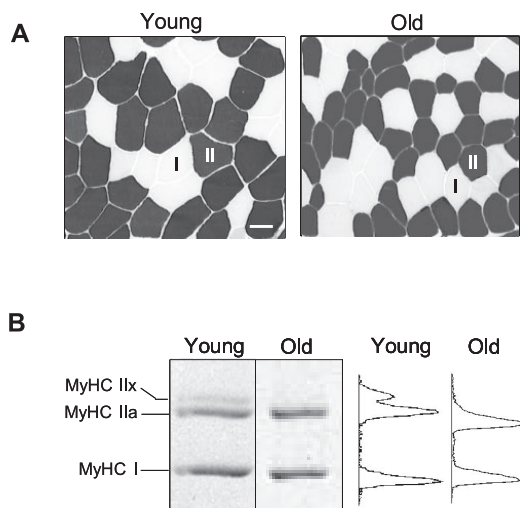 A
Young
Old
I
II
II
I
B
Young
Old
Young
Old
MyHC IIx
MyHC IIa
MyHC I